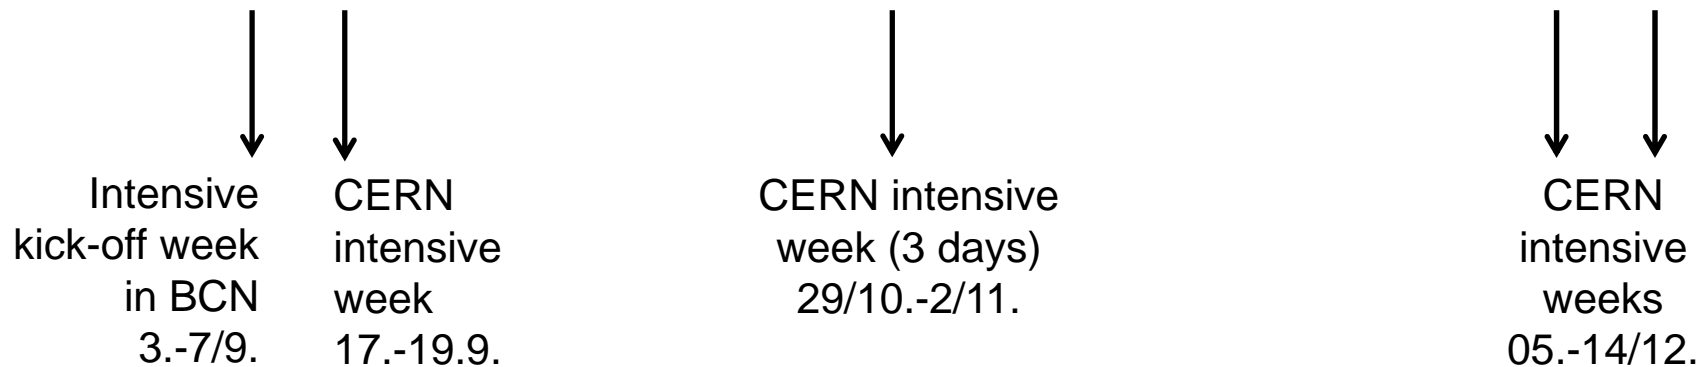 Intensive
kick-off week
in BCN
3.-7/9.
CERN
intensive
week
17.-19.9.
CERN intensive
week (3 days)
29/10.-2/11.
CERN
intensive
weeks
05.-14/12.